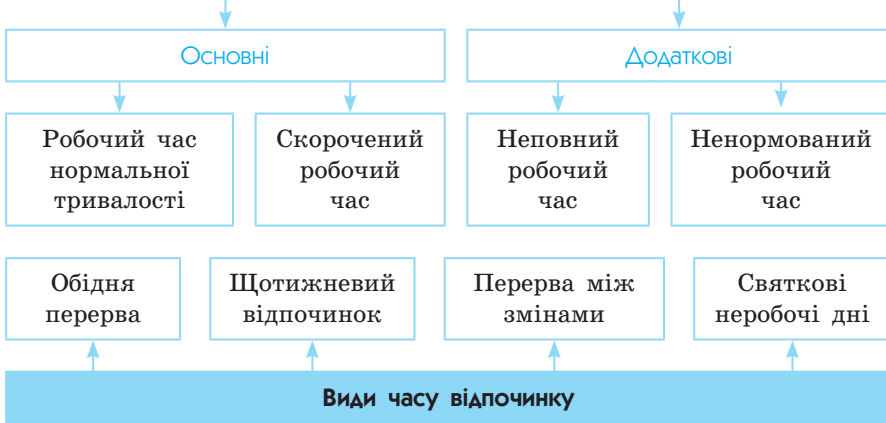 Основні
Додаткові
Робочий час
нормальної
тривалості
Скорочений
робочий
час
Неповний
робочий
час
Ненормований
робочий
час
Обідня
перерва
Щотижневий
відпочинок
Перерва між
змінами
Святкові
неробочі дні
Види часу відпочинку